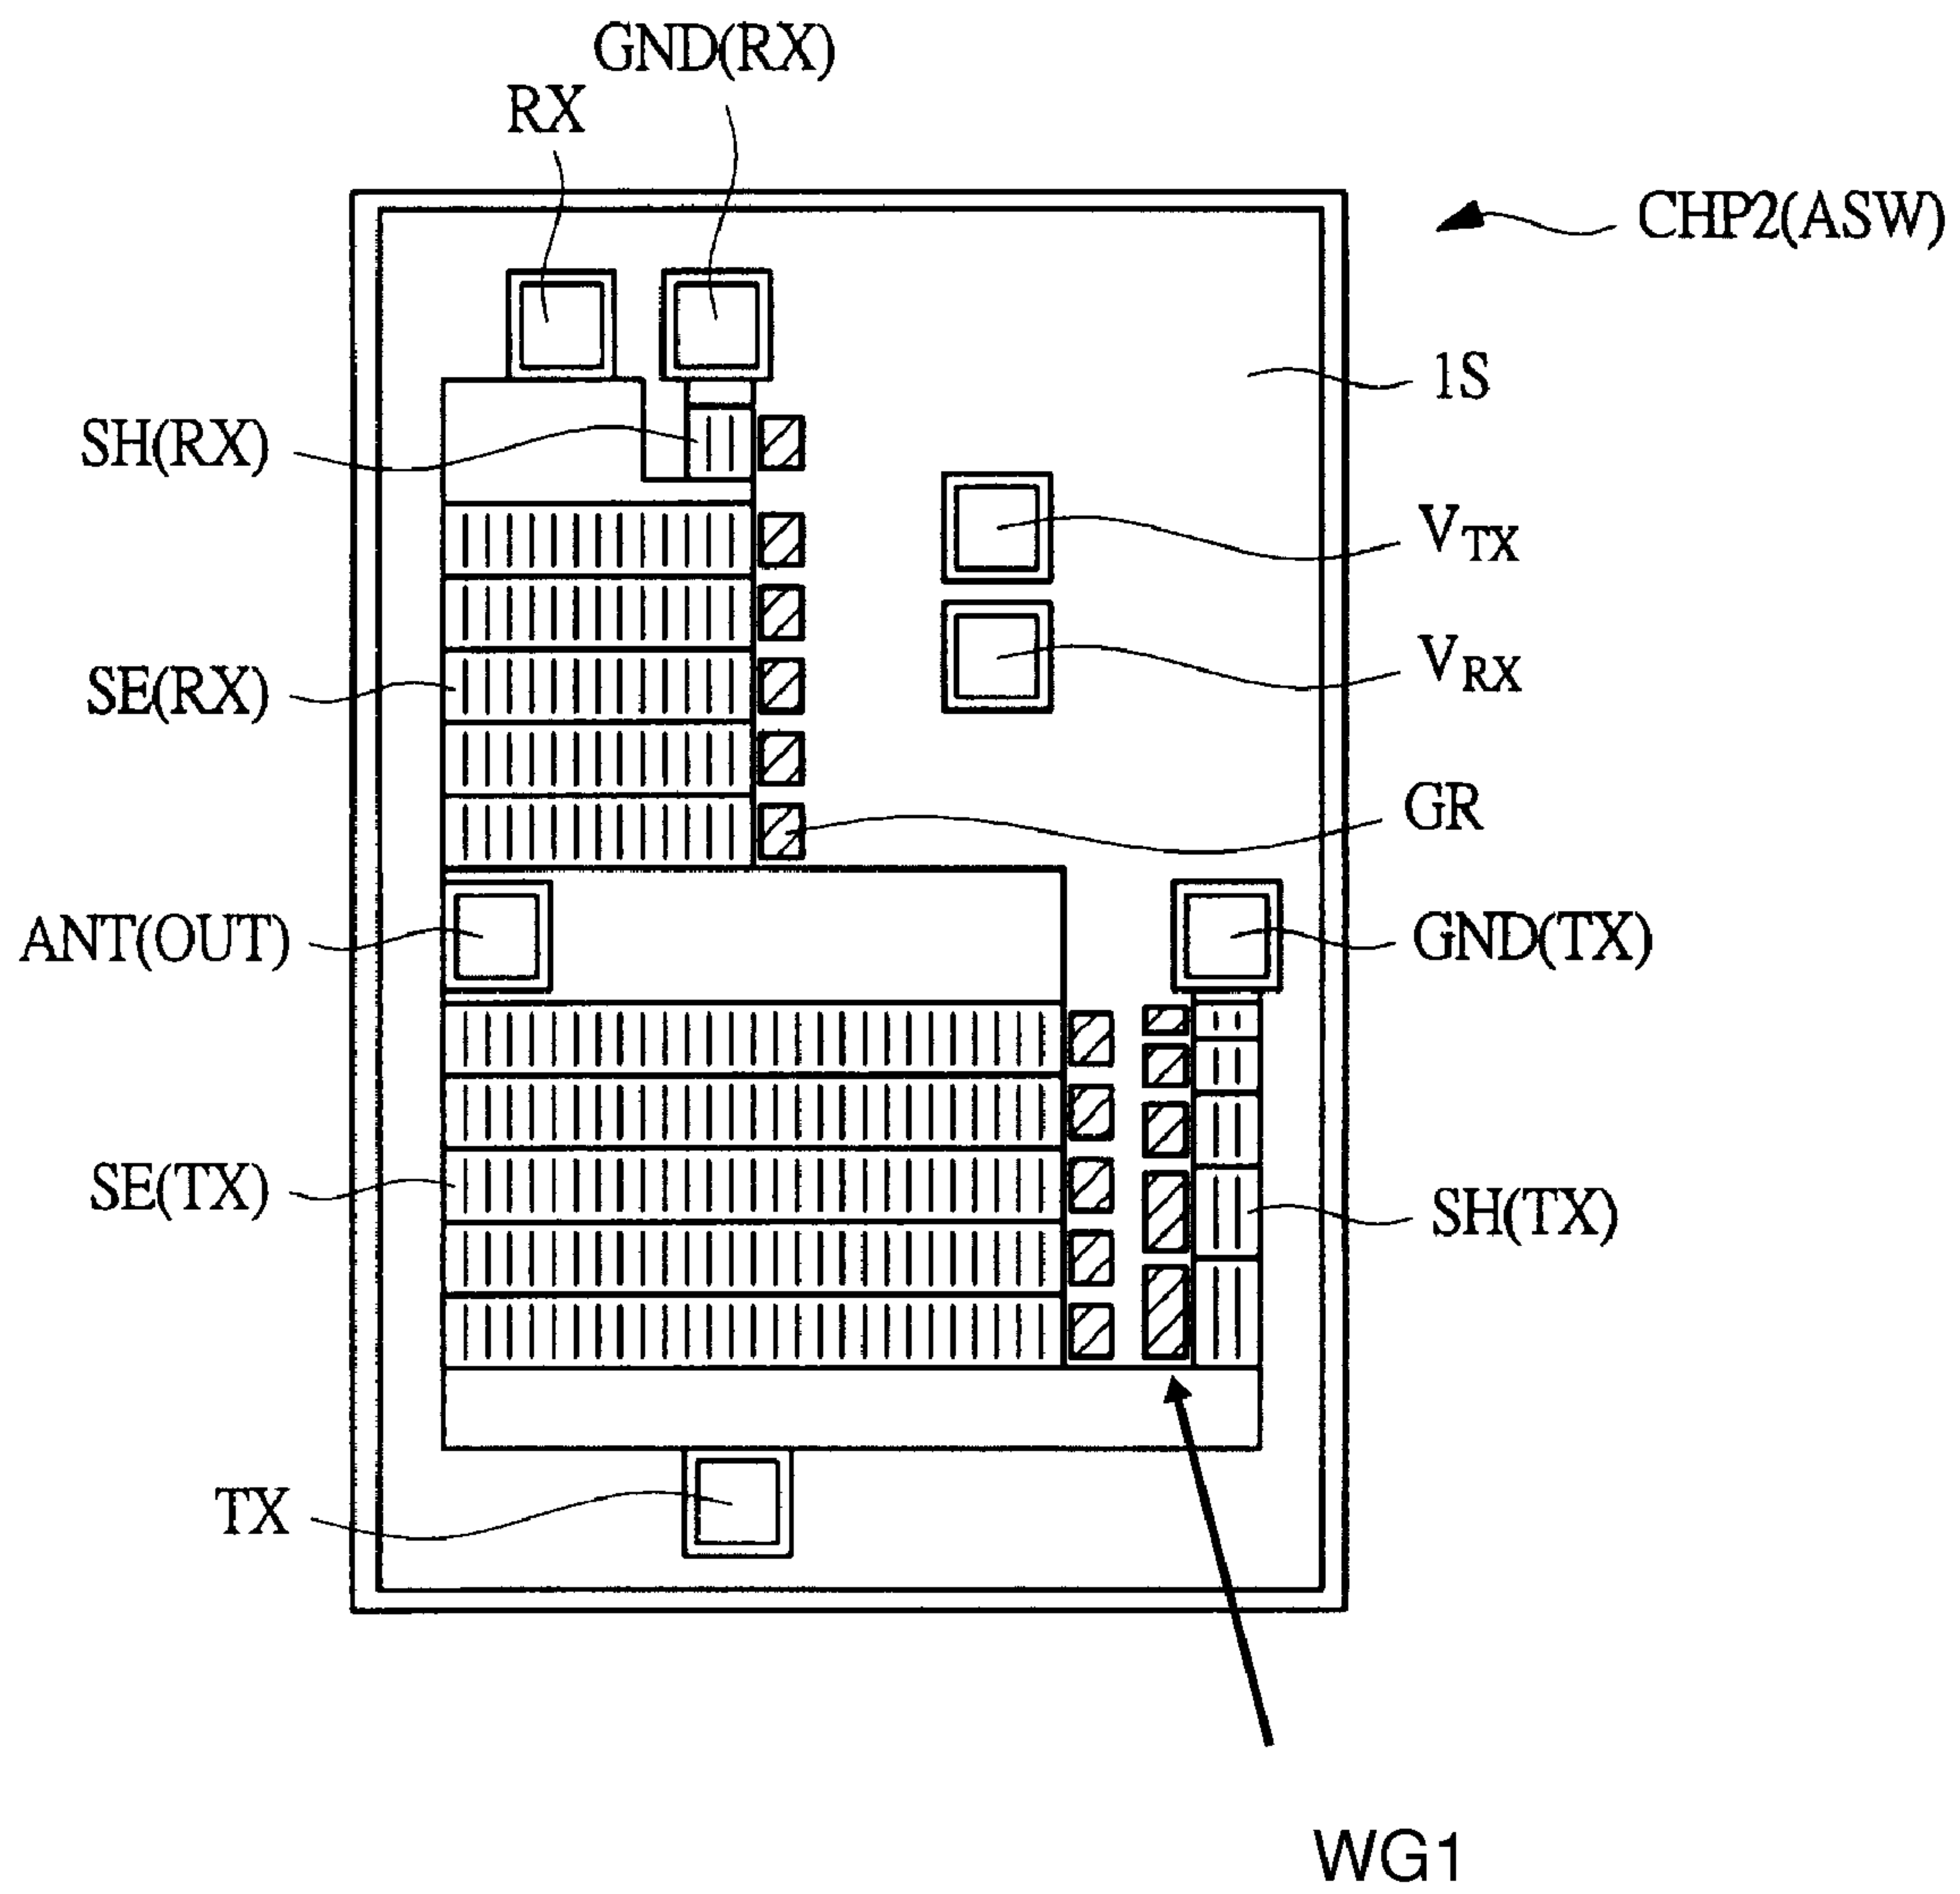 GND(RX)
RX
CHP2(ASW)
1S
SH(RX)
VTX
SE(RX)
VRX
GR
ANT(OUT)
GND(TX)
SE(TX)
SH(TX)
TX
WG1